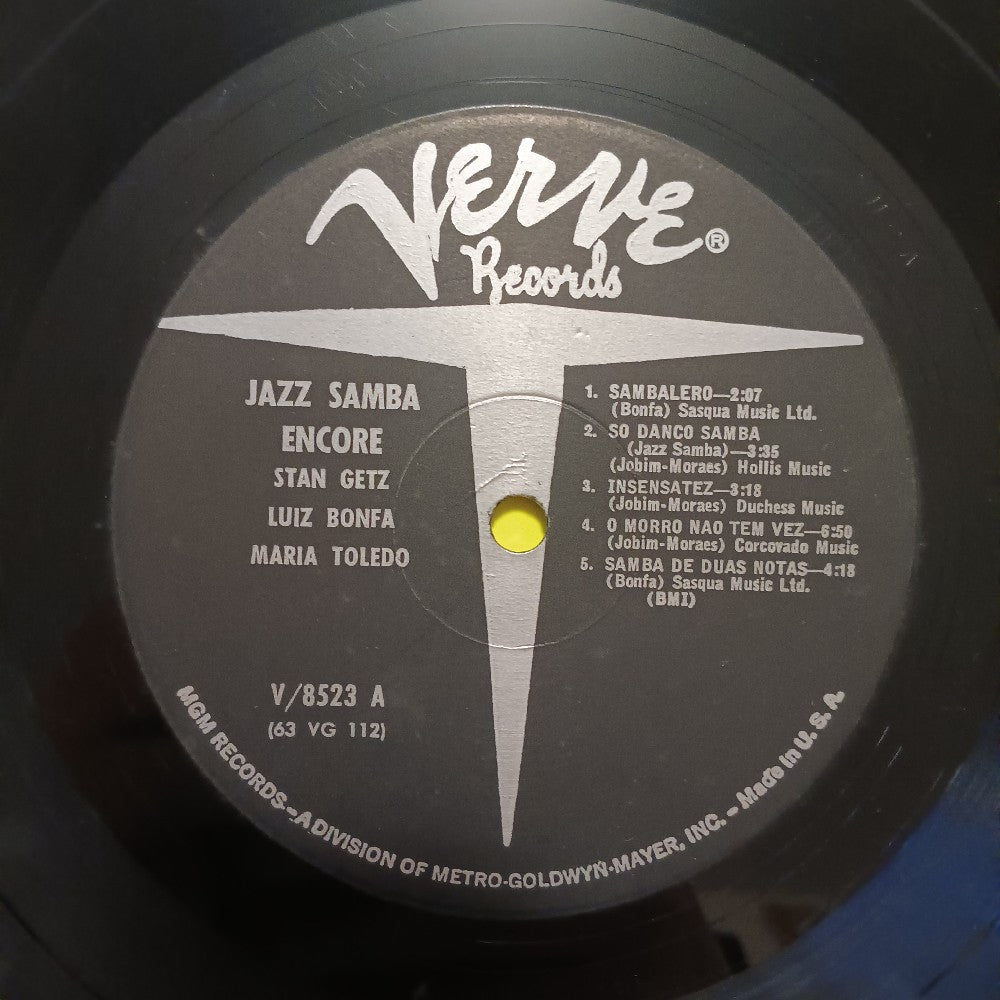 Verve®
Records
JAZZ SAMBA
ENCORE
STAN GETZ
LUIZ BONFA
MARIA TOLEDO
1. SAMBALERO—2:07
(Bonfa) Sasqua Music Ltd.
2. SO DANCO SAMBA
(Jazz Samba)—3:35
(Jobim-Moraes) Hollis Music
3. INSENSATEZ—3:18
(Jobim-Moraes) Duchess Music
4. O MORRO NAO TEM VEZ—6:50
(Jobim-Moraes) Corcovado Music
5. SAMBA DE DUAS NOTAS—4:18
(Bonfa) Sasqua Music Ltd.
(BMI)
V/8523 A
(63 VG 112)
MGM RECORDS—A DIVISION OF METRO-GOLDWYN-MAYER, INC. – Made in U. S. A.